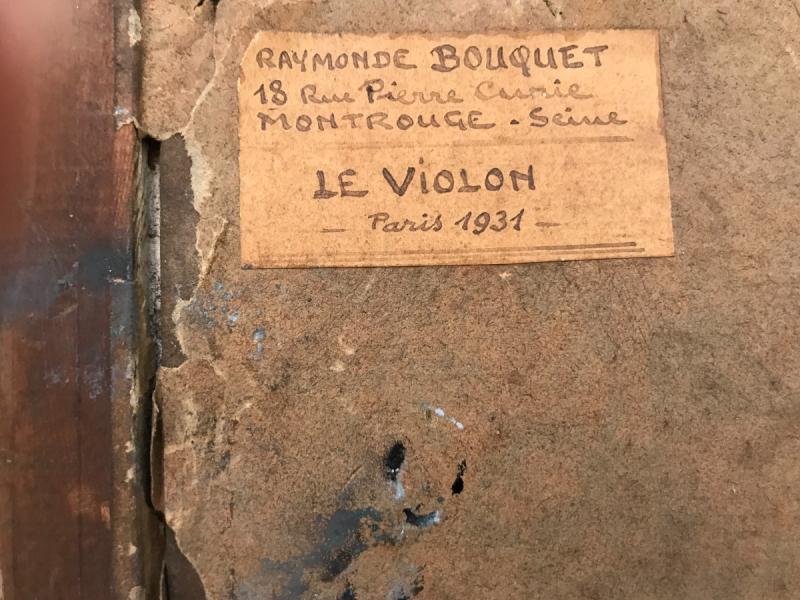 RAYMONDE BOUQUET
18 Rue Pierre Curie
MONTROUGE - Seine
LE VIOLON
- Paris 1931 -